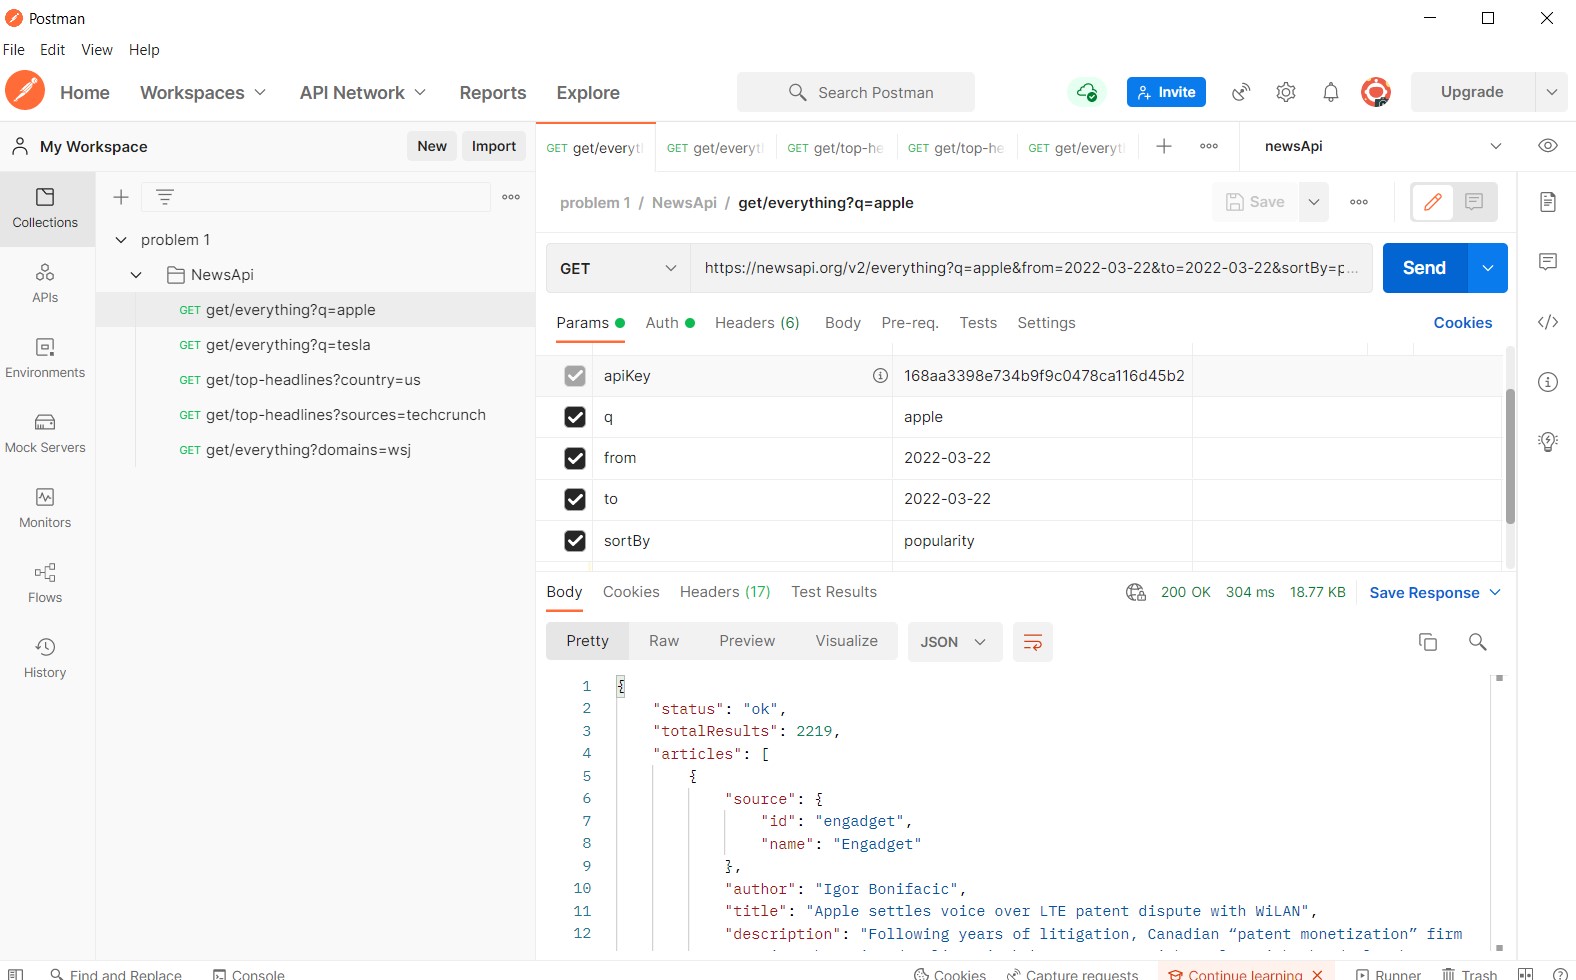 Postman
File Edit View Help
Home Workspaces API Network Reports Explore Search Postman Invite Upgrade
My Workspace New Import
GET get/everyt GET get/everyt GET get/top-he GET get/top-he GET get/everyt newsApi
Collections
APIs
Environments
Mock Servers
Monitors
Flows
History
problem 1
NewsApi
GET get/everything?q=apple
GET get/everything?q=tesla
GET get/top-headlines?country=us
GET get/top-headlines?sources=techcrunch
GET get/everything?domains=wsj
problem 1 / NewsApi / get/everything?q=apple Save
GET https://newsapi.org/v2/everything?q=apple&from=2022-03-22&to=2022-03-22&sortBy=p... Send
Params Auth Headers (6) Body Pre-req. Tests Settings Cookies
apiKey 168aa3398e734b9f9c0478ca116d45b2
q apple
from 2022-03-22
to 2022-03-22
sortBy popularity
Body Cookies Headers (17) Test Results 200 OK 304 ms 18.77 KB Save Response
Pretty Raw Preview Visualize JSON
1 {
2 "status": "ok",
3 "totalResults": 2219,
4 "articles": [
5 {
6 "source": {
7 "id": "engadget",
8 "name": "Engadget"
9 },
10 "author": "Igor Bonifacic",
11 "title": "Apple settles voice over LTE patent dispute with WiLAN",
12 "description": "Following years of litigation, Canadian “patent monetization” firm
Find and Replace Console Cookies Capture requests Continue learning Runner Trash